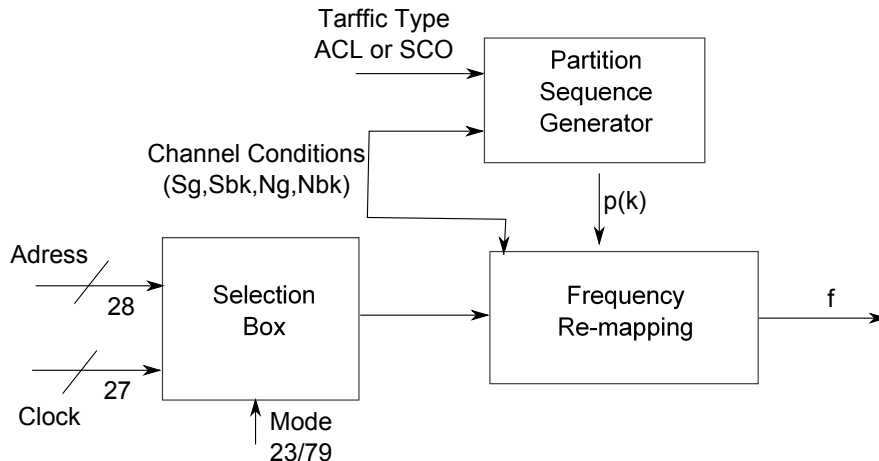 Tarffic Type
ACL or SCO
Partition
Sequence
Generator
Channel Conditions
(Sg,Sbk,Ng,Nbk)
p(k)
Adress
28
Selection
Box
Frequency
Re-mapping
f
27
Clock
Mode
23/79